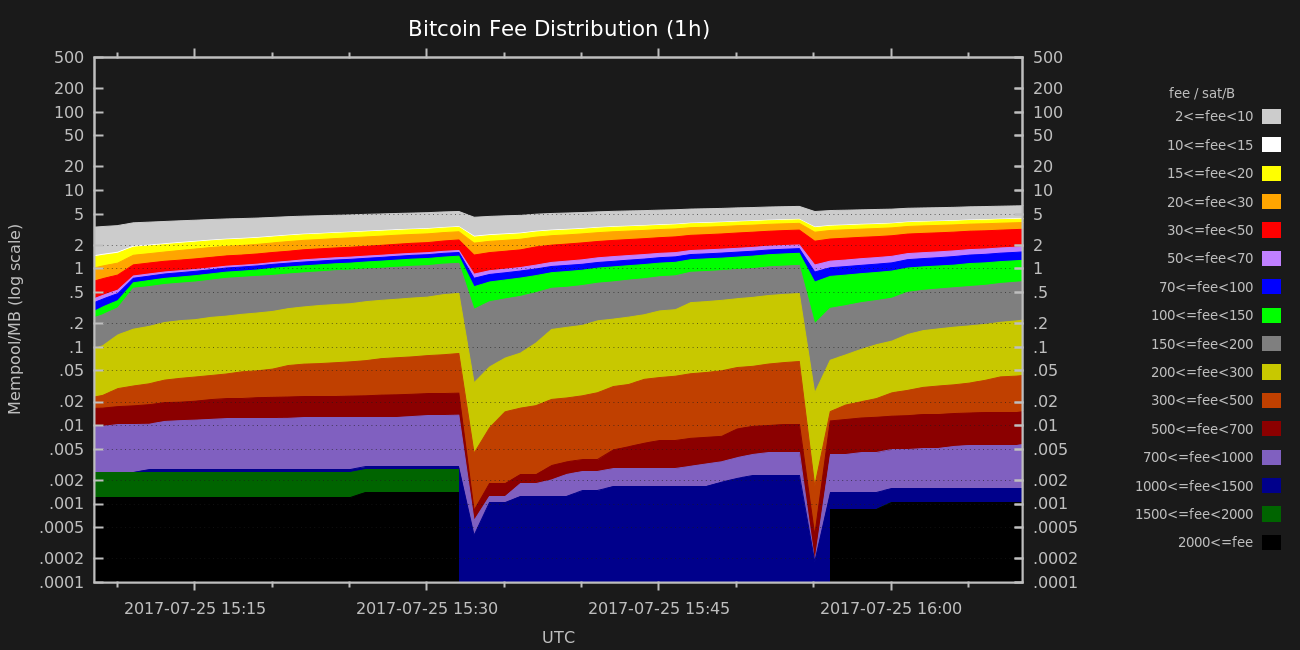 Bitcoin Fee Distribution (1h)
500
200
100
50
20
10
5
2
1
.5
.2
.1
.05
.02
.01
.005
.002
.001
.0005
.0002
.0001
Mempool/MB (log scale)
500
200
100
50
20
10
5
2
1
.5
.2
.1
.05
.02
.01
.005
.002
.001
.0005
.0002
.0001
2017-07-25 15:15
2017-07-25 15:30
2017-07-25 15:45
2017-07-25 16:00
UTC
fee / sat/B
2<=fee<10
10<=fee<15
15<=fee<20
20<=fee<30
30<=fee<50
50<=fee<70
70<=fee<100
100<=fee<150
150<=fee<200
200<=fee<300
300<=fee<500
500<=fee<700
700<=fee<1000
1000<=fee<1500
1500<=fee<2000
2000<=fee